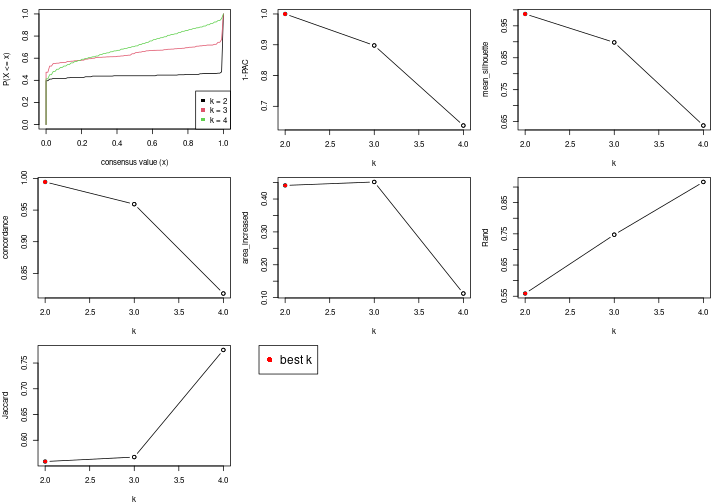 P(X <= x)
0.0 0.2 0.4 0.6 0.8 1.0
k = 2
k = 3
k = 4
0.0 0.2 0.4 0.6 0.8 1.0
consensus value (x)
1-PAC
0.7 0.8 0.9 1.0
2.0 2.5 3.0 3.5 4.0
k
mean_silhouette
0.65 0.75 0.85 0.95
2.0 2.5 3.0 3.5 4.0
k
concordance
0.85 0.90 0.95 1.00
2.0 2.5 3.0 3.5 4.0
k
area_increased
0.10 0.20 0.30 0.40
2.0 2.5 3.0 3.5 4.0
k
Rand
0.55 0.65 0.75 0.85
2.0 2.5 3.0 3.5 4.0
k
Jaccard
0.60 0.65 0.70 0.75
2.0 2.5 3.0 3.5 4.0
k
best k